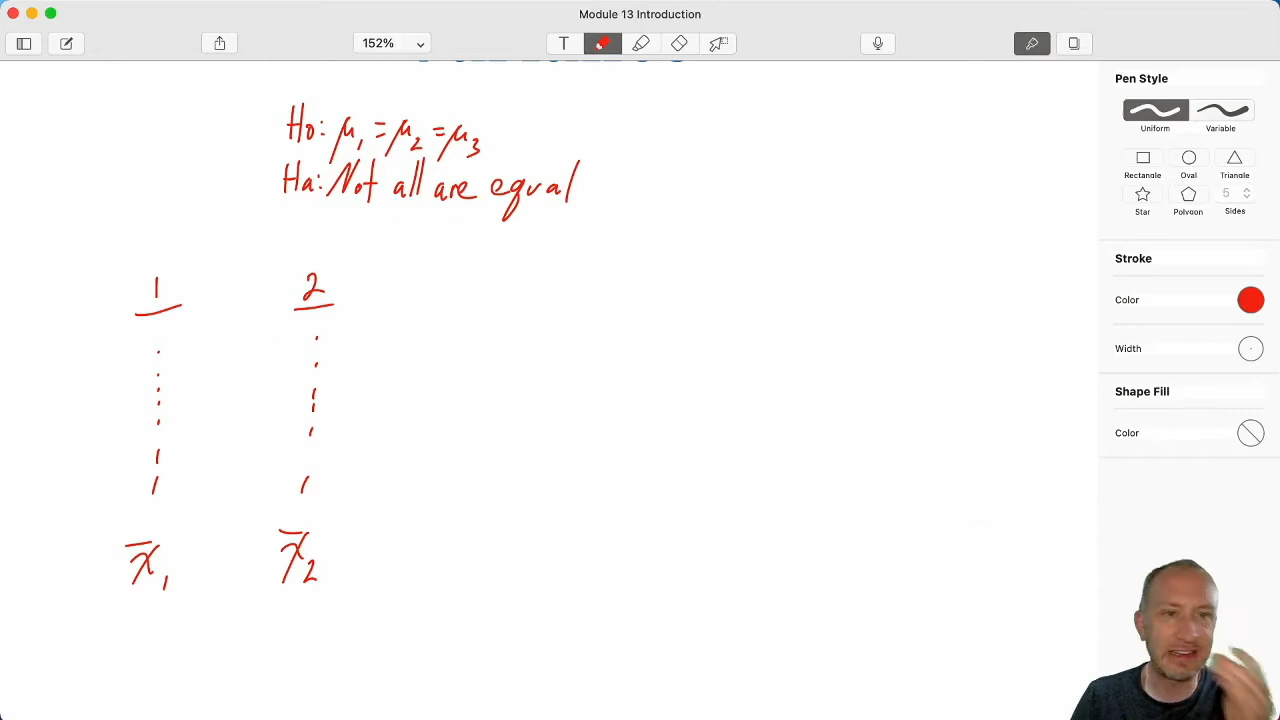 Module 13 Introduction
152%
T
Ho: μ₁ = μ₂ = μ₃
Ha: Not all are equal
1 2
x̄₁ x̄₂
Pen Style
Uniform Variable
Rectangle Oval Triangle
Star Polygon 5 Sides
Stroke
Color
Width
Shape Fill
Color